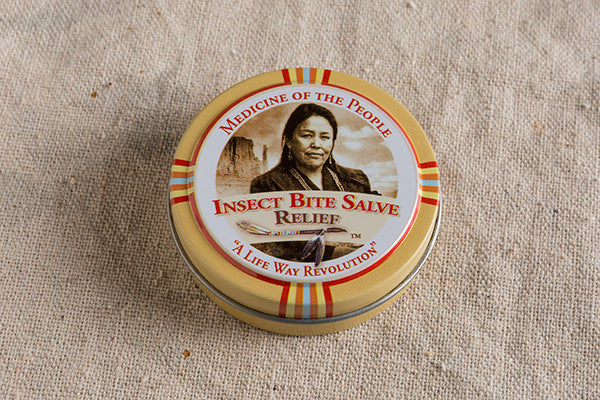 Medicine of the People
Insect Bite Salve
Relief
TM
"A Life Way Revolution"